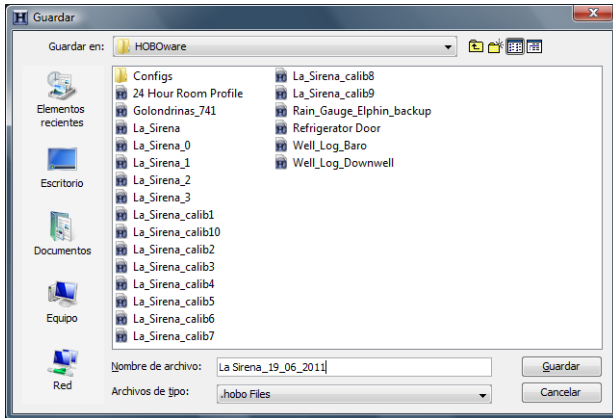 Guardar
Guardar en: HOBOware
Elementos
recientes
Escritorio
Documentos
Equipo
Red
Configs
24 Hour Room Profile
Golondrinas_741
La_Sirena
La_Sirena_0
La_Sirena_1
La_Sirena_2
La_Sirena_3
La_Sirena_calib1
La_Sirena_calib10
La_Sirena_calib2
La_Sirena_calib3
La_Sirena_calib4
La_Sirena_calib5
La_Sirena_calib6
La_Sirena_calib7
La_Sirena_calib8
La_Sirena_calib9
Rain_Gauge_Elphin_backup
Refrigerator Door
Well_Log_Baro
Well_Log_Downwell
Nombre de archivo: La Sirena_19_06_2011 Guardar
Archivos de tipo: .hobo Files Cancelar